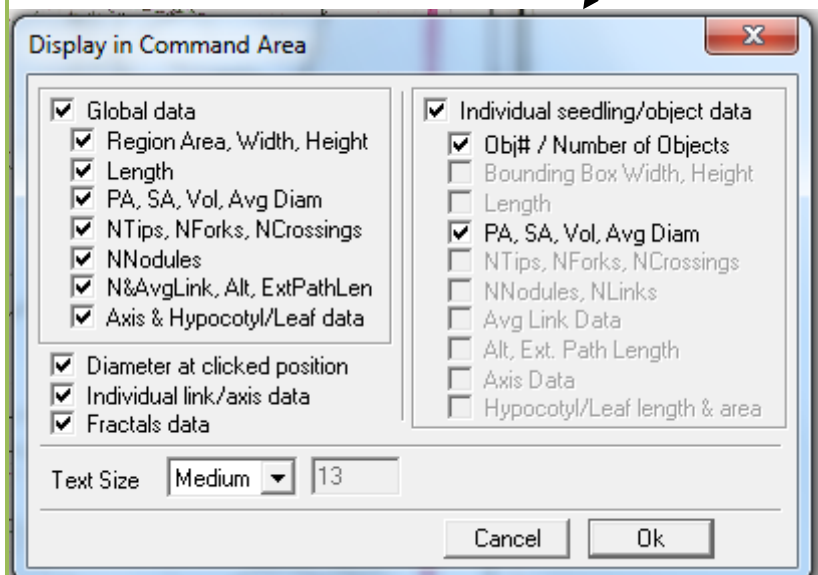 Display in Command Area
Global data
Region Area, Width, Height
Length
PA, SA, Vol, Avg Diam
NTips, NForks, NCrossings
NNodules
N&AvgLink, Alt, ExtPathLen
Axis & Hypocotyl/Leaf data
Diameter at clicked position
Individual link/axis data
Fractals data
Individual seedling/object data
Obj# / Number of Objects
Bounding Box Width, Height
Length
PA, SA, Vol, Avg Diam
NTips, NForks, NCrossings
NNodules, NLinks
Avg Link Data
Alt, Ext. Path Length
Axis Data
Hypocotyl/Leaf length & area
Text Size Medium 13
Cancel Ok